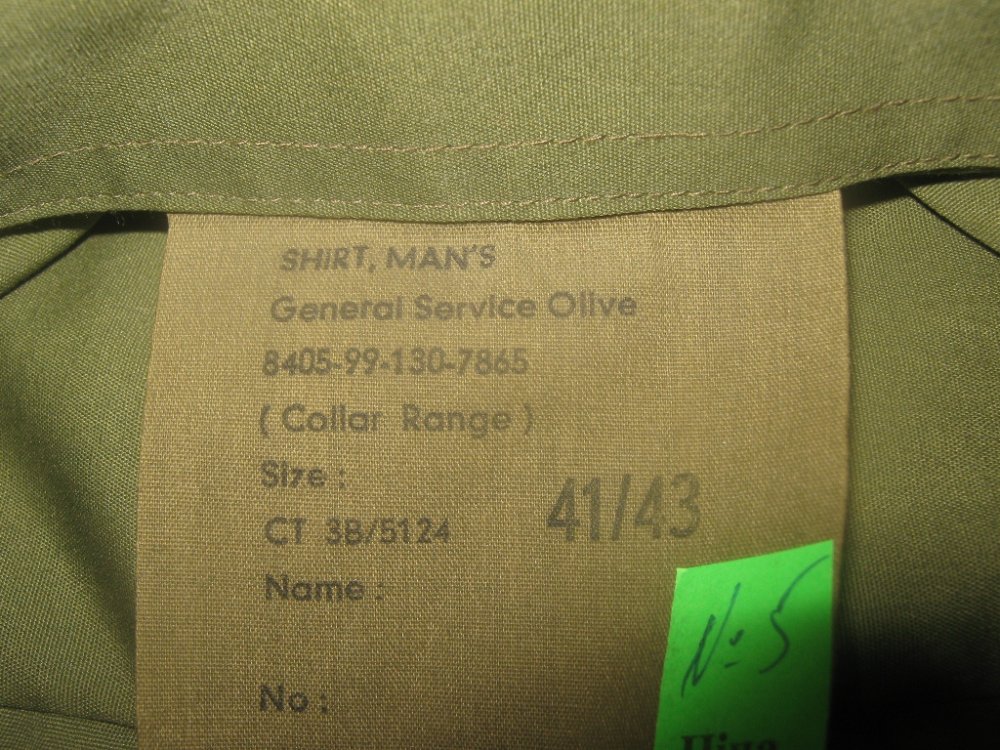 SHIRT, MAN'S
General Service Olive
8405-99-130-7865
( Collar Range )
Size :
41/43
CT 3B/5124
Name :
No :
№ 5